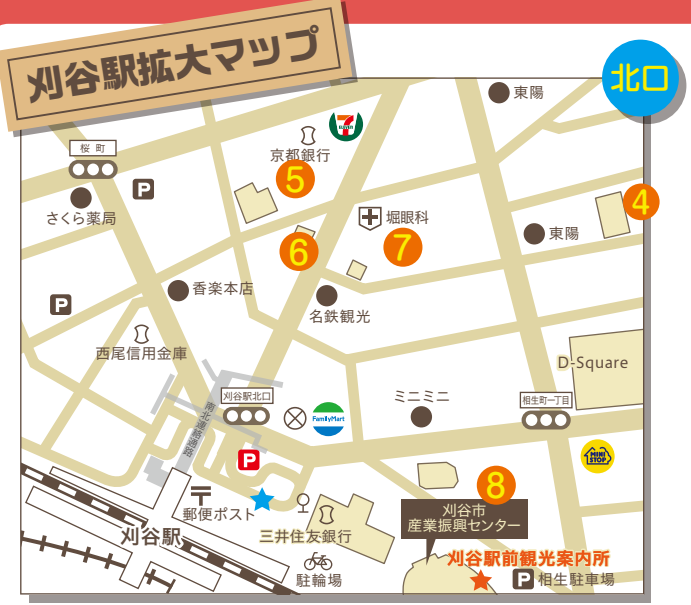 刈谷駅拡大マップ
北口
東陽
7
ELEVEN
京都銀行
桜町
P
5
4
さくら薬局
堀眼科
6
7
東陽
香楽本店
P
名鉄観光
西尾信用金庫
D-Square
刈谷駅北口
ミニミニ
相生町一丁目
FamilyMart
南北連絡通路
MINI
STOP
P
8
郵便ポスト
刈谷市
産業振興センター
刈谷駅
三井住友銀行
刈谷駅前観光案内所
駐輪場
P 相生駐車場